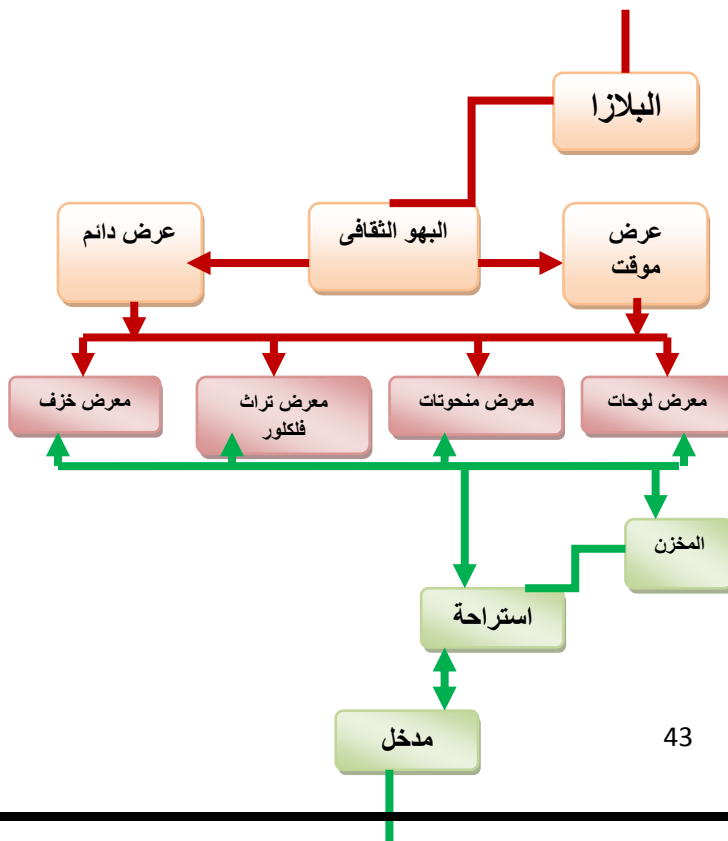 البلازا
عرض
موقت
البهو الثقافى
عرض دائم
معرض لوحات
معرض منحوتات
معرض تراث
فلكلور
معرض خزف
المخزن
استراحة
مدخل
43